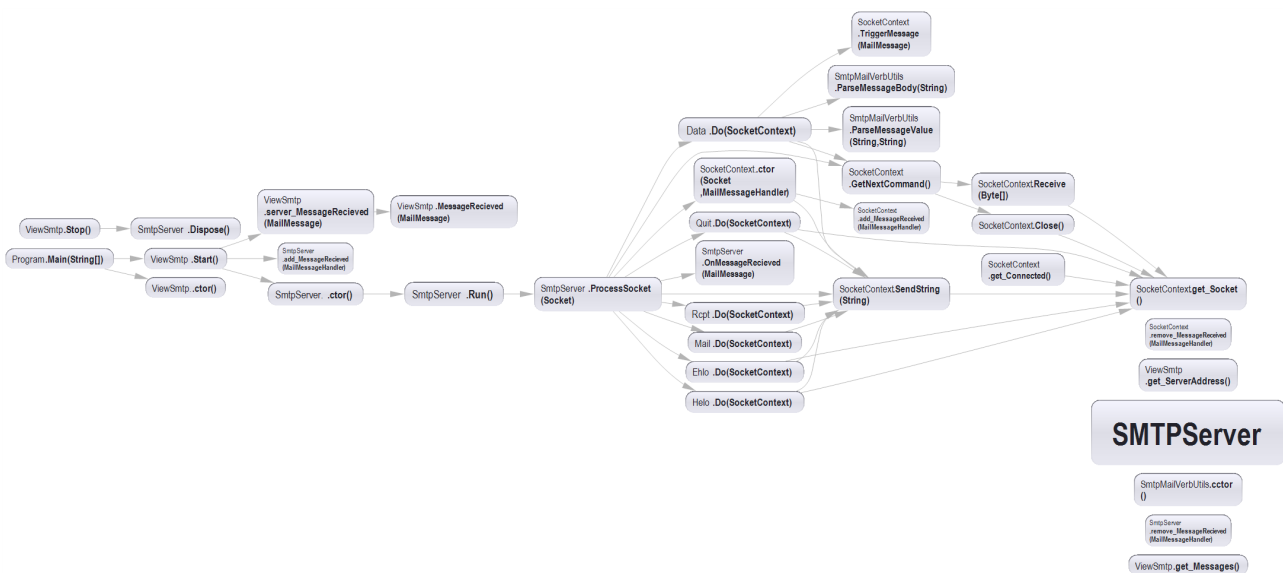 SocketContext
.TriggerMessage
(MailMessage)
SmtpMailVerbUtils
.ParseMessageBody(String)
Data .Do(SocketContext)
SmtpMailVerbUtils
.ParseMessageValue
(String,String)
SocketContext.ctor
(Socket
,MailMessageHandler)
SocketContext
.GetNextCommand()
SocketContext.Receive
(Byte[])
ViewSmtp
.server_MessageRecieved
(MailMessage)
ViewSmtp .MessageRecieved
(MailMessage)
SocketContext
.add_MessageReceived
(MailMessageHandler)
Quit.Do(SocketContext)
SocketContext.Close()
ViewSmtp.Stop()
SmtpServer .Dispose()
SmtpServer
.add_MessageRecieved
(MailMessageHandler)
SmtpServer
.OnMessageRecieved
(MailMessage)
Program.Main(String[])
ViewSmtp .Start()
SocketContext
.get_Connected()
ViewSmtp .ctor()
SmtpServer. .ctor()
SmtpServer .Run()
SmtpServer .ProcessSocket
(Socket)
SocketContext.SendString
(String)
SocketContext.get_Socket
()
Rcpt .Do(SocketContext)
Mail .Do(SocketContext)
SocketContext
.remove_MessageReceived
(MailMessageHandler)
Ehlo .Do(SocketContext)
ViewSmtp
.get_ServerAddress()
Helo .Do(SocketContext)
SMTPServer
SmtpMailVerbUtils.cctor
()
SmtpServer
.remove_MessageRecieved
(MailMessageHandler)
ViewSmtp.get_Messages()